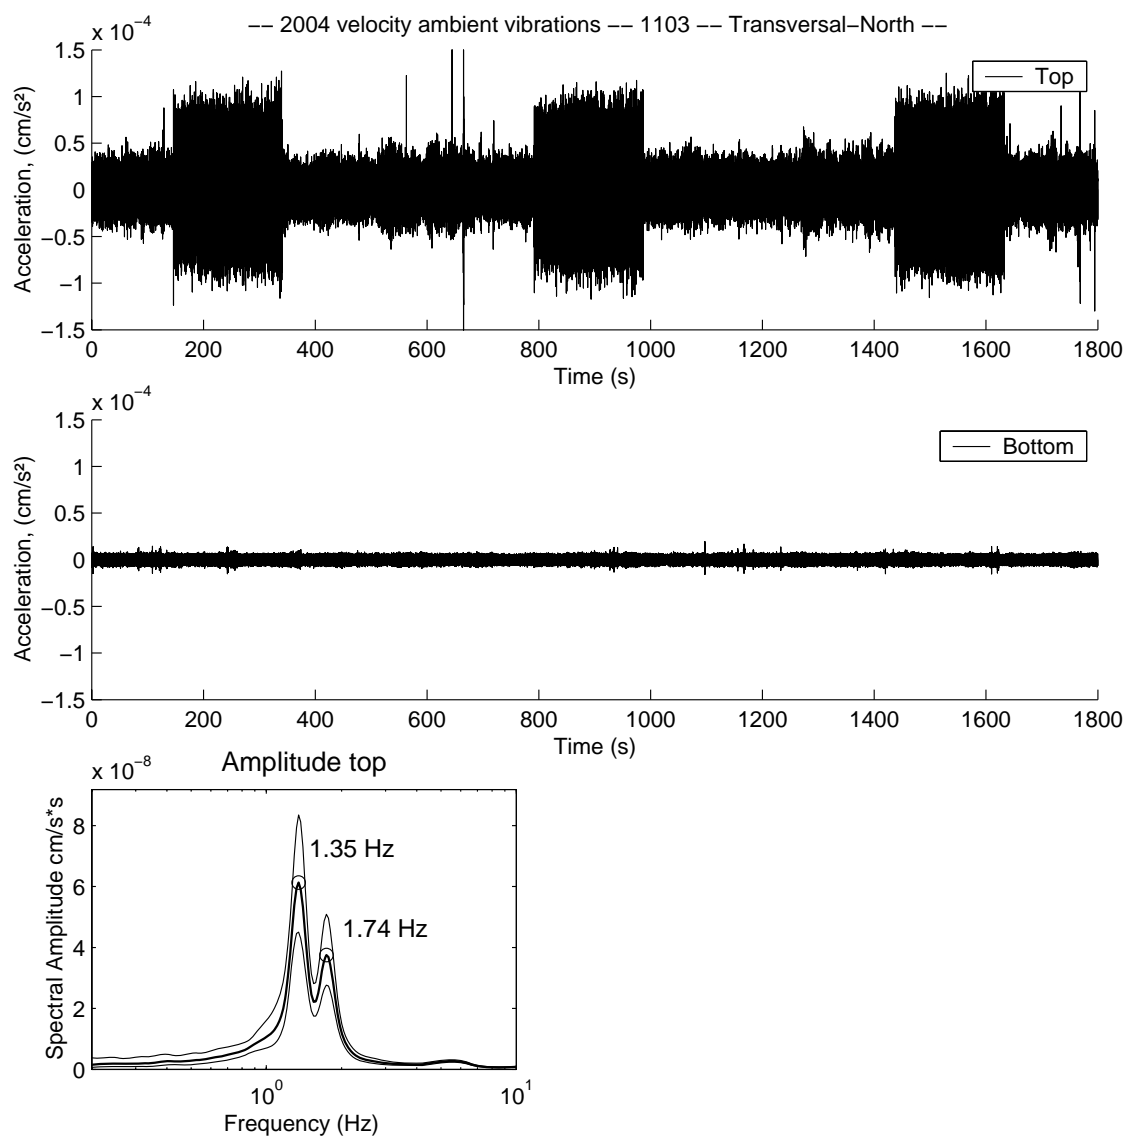 −− 2004 velocity ambient vibrations −− 1103 −− Transversal−North −−
x 10⁻⁴
1.5
1
0.5
0
−0.5
−1
−1.5
Acceleration, (cm/s²)
Top
0 200 400 600 800 1000 1200 1400 1600 1800
Time (s)
x 10⁻⁴
1.5
1
0.5
0
−0.5
−1
−1.5
Acceleration, (cm/s²)
Bottom
0 200 400 600 800 1000 1200 1400 1600 1800
Time (s)
Amplitude top
x 10⁻⁸
8
6
4
2
0
Spectral Amplitude cm/s*s
1.35 Hz
1.74 Hz
10⁰ 10¹
Frequency (Hz)